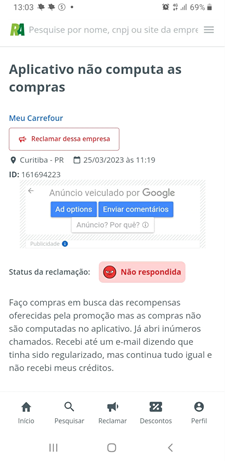 13:03
69%
RA
Pesquise por nome, cnpj ou site da empre
Aplicativo não computa as
compras
Meu Carrefour
Reclamar dessa empresa
Curitiba - PR 25/03/2023 às 11:19
ID: 161694223
Anúncio veiculado por Google
Ad options Enviar comentários
Anúncio? Por quê?
Publicidade
Status da reclamação: Não respondida
Faço compras em busca das recompensas
oferecidas pela promoção mas as compras não
são computadas no aplicativo. Já abri inúmeros
chamados. Recebi até um e-mail dizendo que
tinha sido regularizado, mas continua tudo igual e
não recebi meus créditos.
Início Pesquisar Reclamar Descontos Perfil